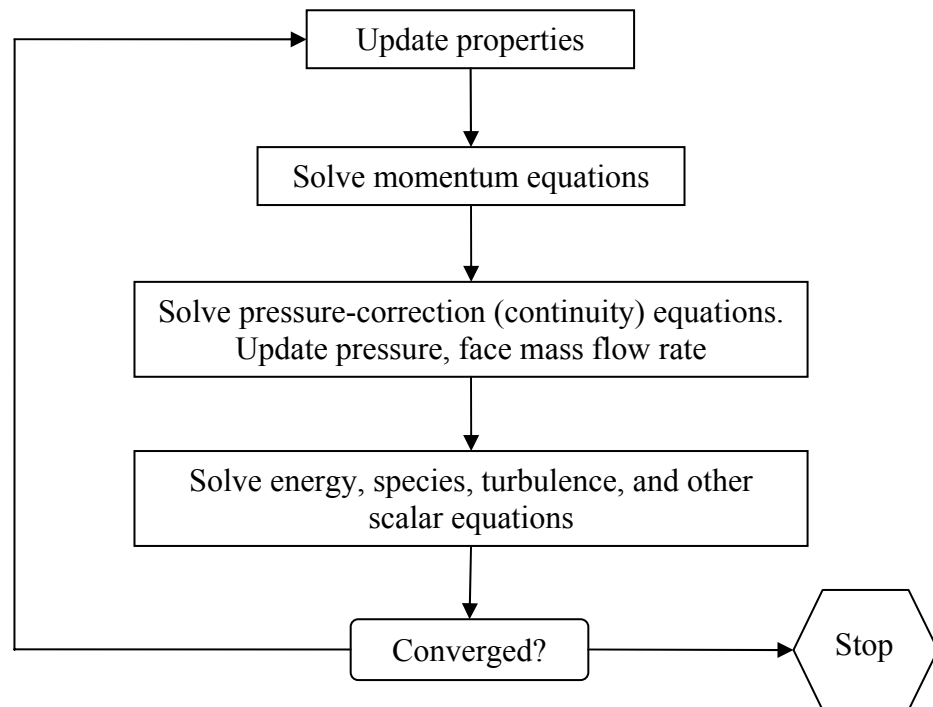 Update properties
Solve momentum equations
Solve pressure-correction (continuity) equations.
Update pressure, face mass flow rate
Solve energy, species, turbulence, and other
scalar equations
Converged?
Stop